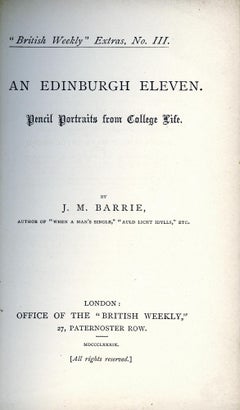 "British Weekly" Extras, No. III.
AN EDINBURGH ELEVEN.
Pencil Portraits from College Life.
BY
J. M. BARRIE,
AUTHOR OF "WHEN A MAN'S SINGLE," "AULD LICHT IDYLLS," ETC.
LONDON:
OFFICE OF THE "BRITISH WEEKLY,"
27, PATERNOSTER ROW.
MDCCCLXXXIX.
[All rights reserved.]